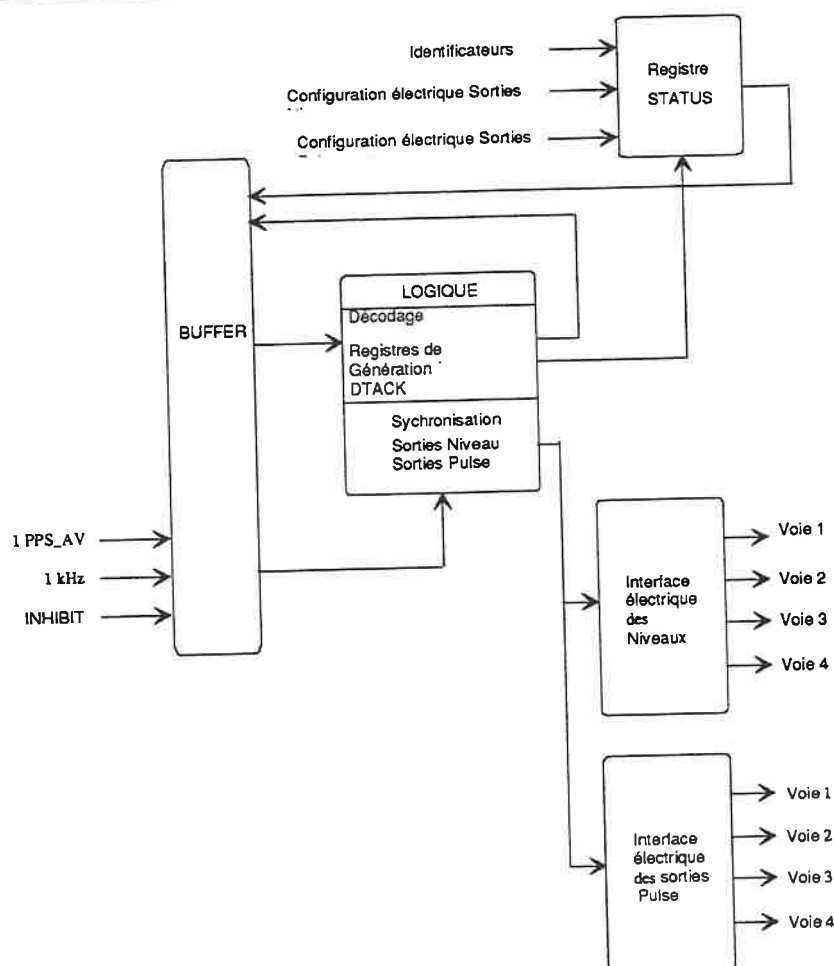 Identificateurs
Configuration électrique Sorties
Configuration électrique Sorties
Registre
STATUS
BUFFER
LOGIQUE
Décodage
Registres de
Génération
DTACK
Sychronisation
Sorties Niveau
Sorties Pulse
1 PPS_AV
1 kHz
INHIBIT
Interface
électrique
des
Niveaux
Voie 1
Voie 2
Voie 3
Voie 4
Interface
électrique
des sorties
Pulse
Voie 1
Voie 2
Voie 3
Voie 4